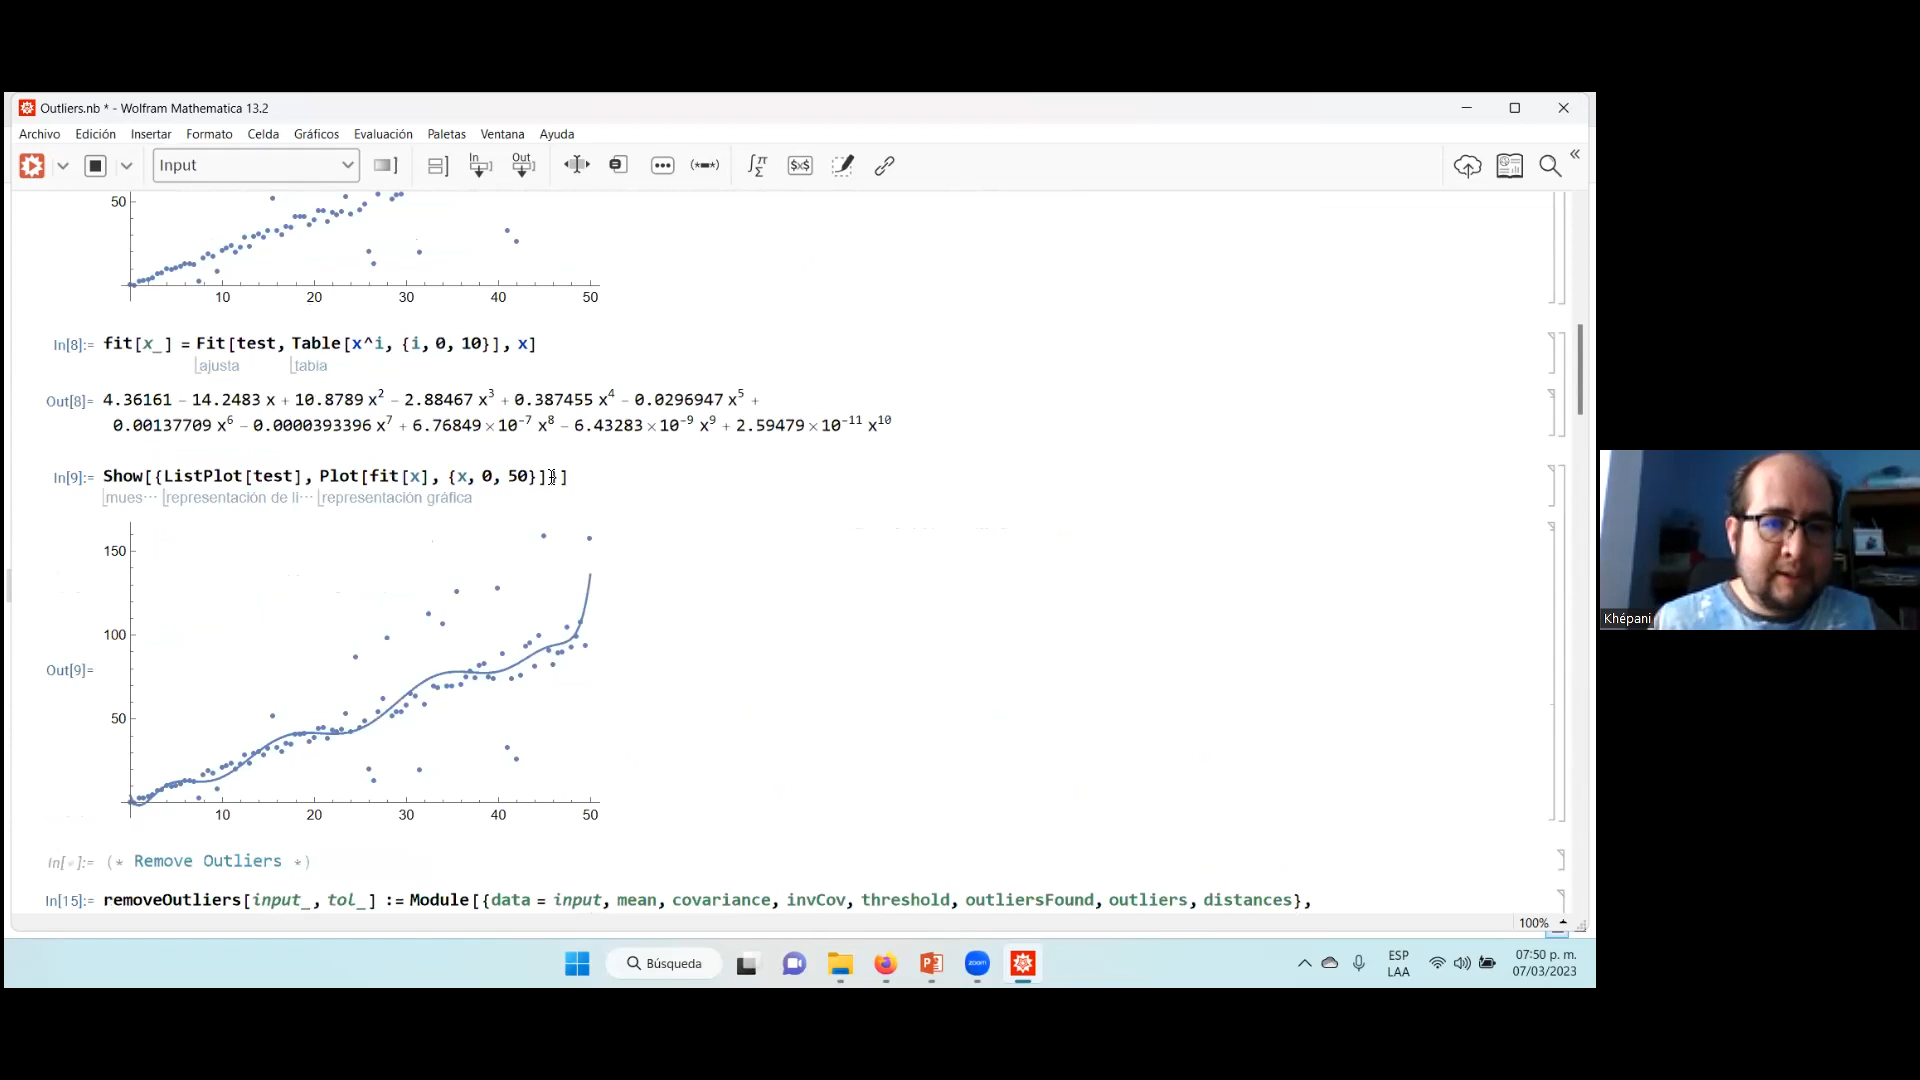 Outliers.nb * - Wolfram Mathematica 13.2
Archivo Edición Insertar Formato Celda Gráficos Evaluación Paletas Ventana Ayuda
Input In Out (*▪*) ∫π Σ $x$
50
10 20 30 40 50
In[8]:= fit[x_] = Fit[test, Table[x^i, {i, 0, 10}], x]
ajusta tabla
Out[8]= 4.36161 − 14.2483 x + 10.8789 x² − 2.88467 x³ + 0.387455 x⁴ − 0.0296947 x⁵ +
0.00137709 x⁶ − 0.0000393396 x⁷ + 6.76849×10⁻⁷ x⁸ − 6.43283×10⁻⁹ x⁹ + 2.59479×10⁻¹¹ x¹⁰
In[9]:= Show[{ListPlot[test], Plot[fit[x], {x, 0, 50}]}]
mues··· representación de li··· representación gráfica
150
100
Out[9]=
50
10 20 30 40 50
In[◦]:= (* Remove Outliers *)
In[15]:= removeOutliers[input_, tol_] := Module[{data = input, mean, covariance, invCov, threshold, outliersFound, outliers, distances},
100%
Khépani
Búsqueda
zoom
ESP
LAA
07:50 p. m.
07/03/2023